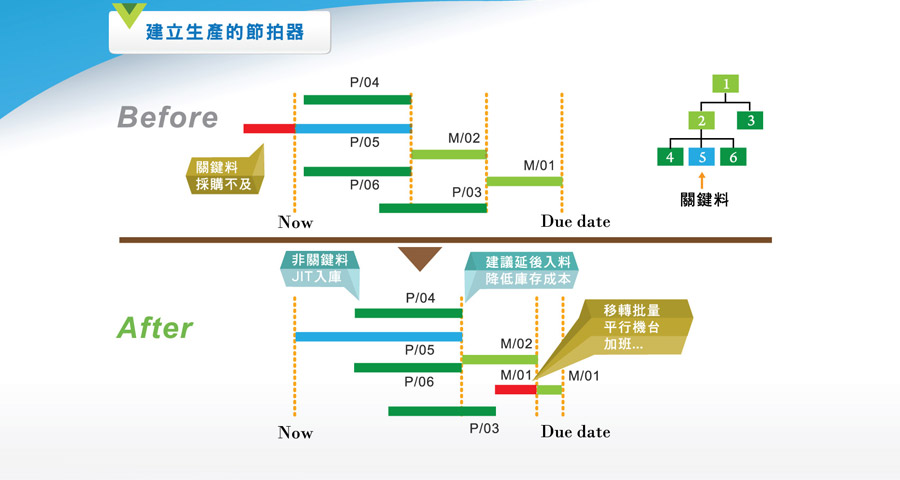 建立生產的節拍器
Before
P/04
P/05
M/02
M/01
P/06
P/03
關鍵料
採購不及
Now
Due date
1
2
3
4
5
6
關鍵料
非關鍵料
JIT入庫
建議延後入料
降低庫存成本
移轉批量
平行機台
加班...
After
P/04
P/05
M/02
P/06
M/01
M/01
P/03
Now
Due date